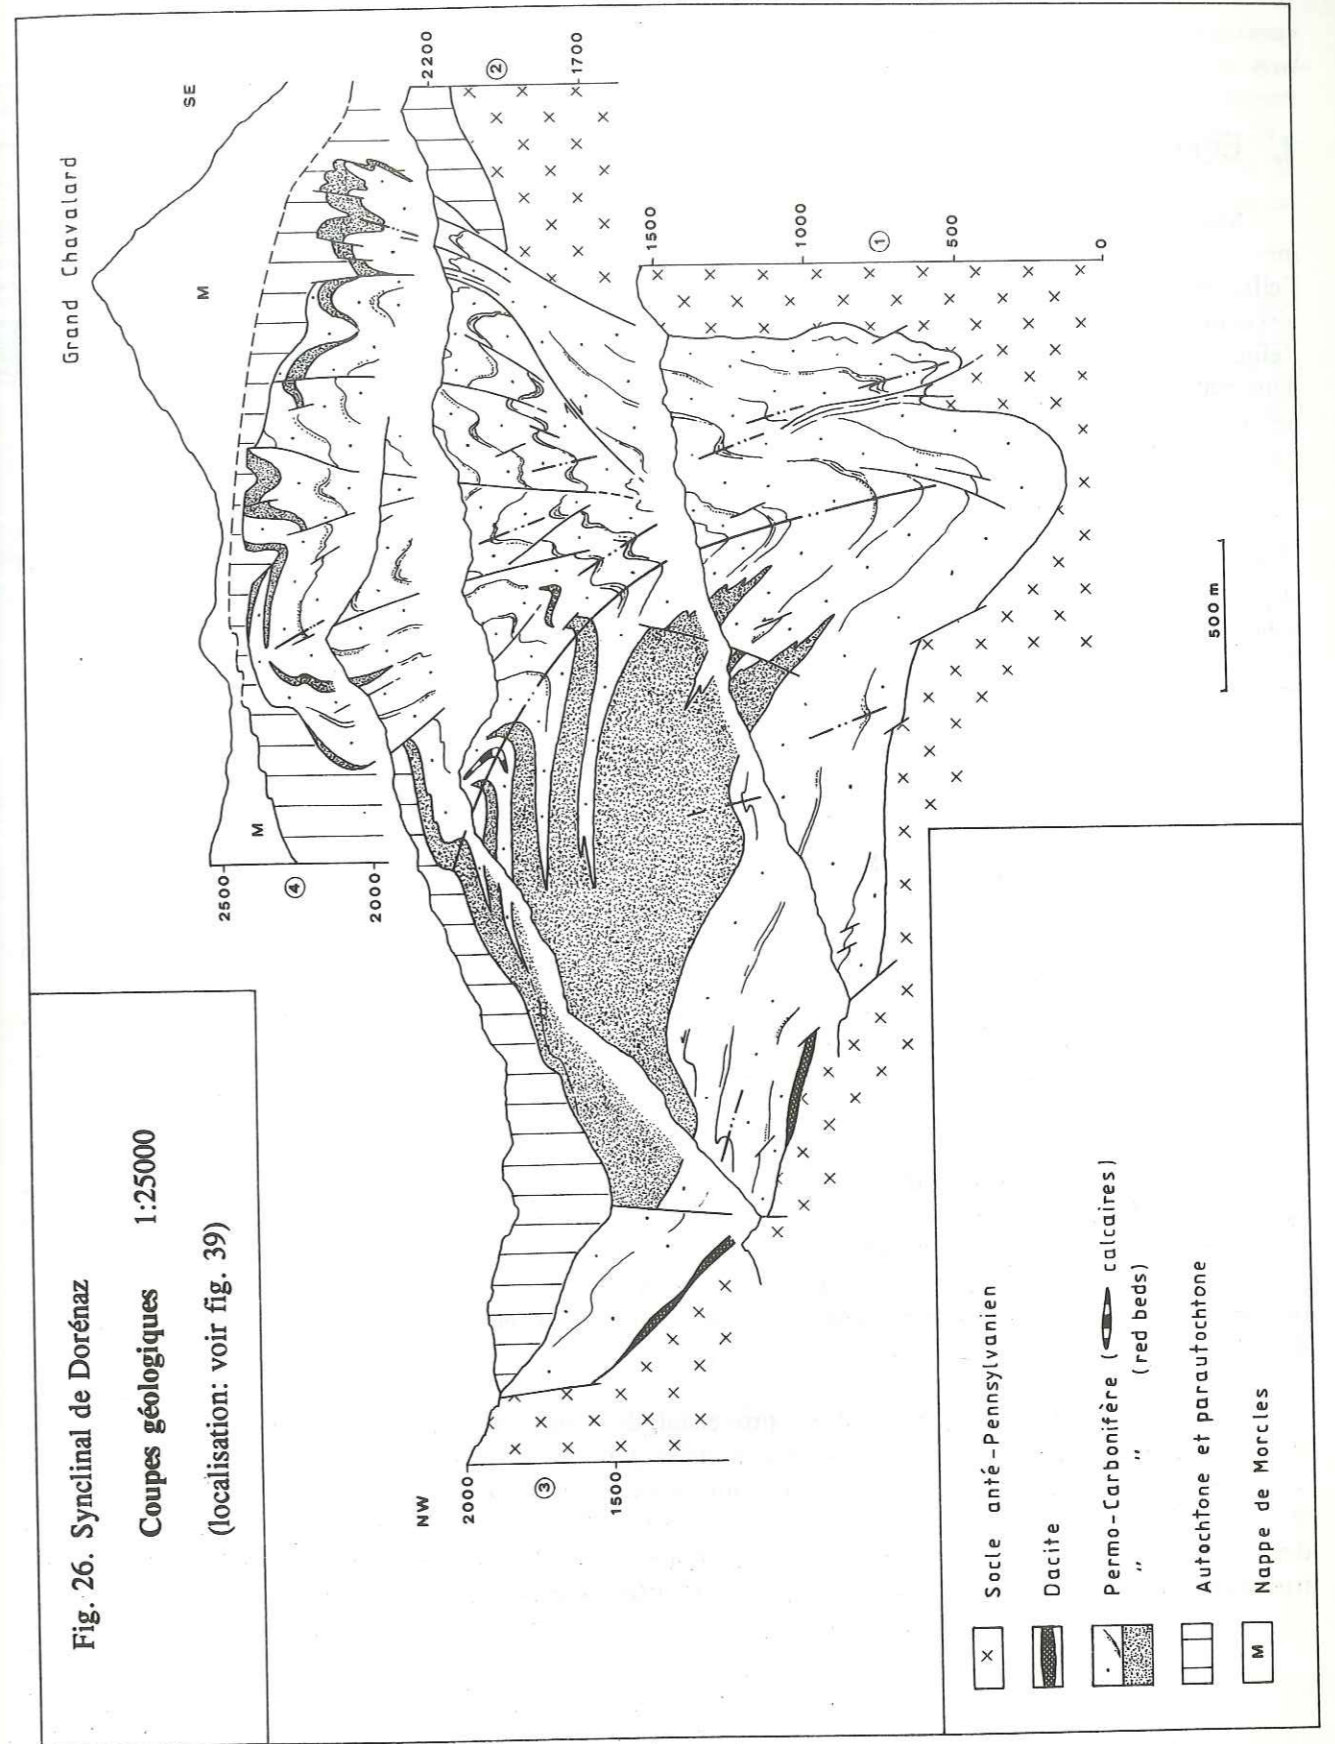 Fig. 26. Synclinal de Dorénaz
Coupes géologiques 1:25000
(localisation: voir fig. 39)
Grand Chavalard
SE
M
M
2500
④
2000
2200
②
1700
1500
1000
①
500
0
NW
2000
③
1500
500 m
x Socle anté-Pennsylvanien
Dacite
Permo-Carbonifère ( calcaires)
" " (red beds)
Autochtone et parautochtone
M Nappe de Morcles